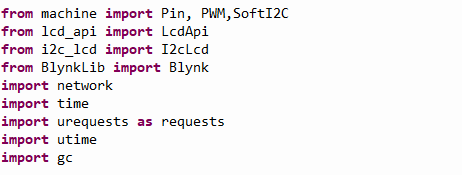 from machine import Pin, PWM,SoftI2C
from lcd_api import LcdApi
from i2c_lcd import I2cLcd
from BlynkLib import Blynk
import network
import time
import urequests as requests
import utime
import gc